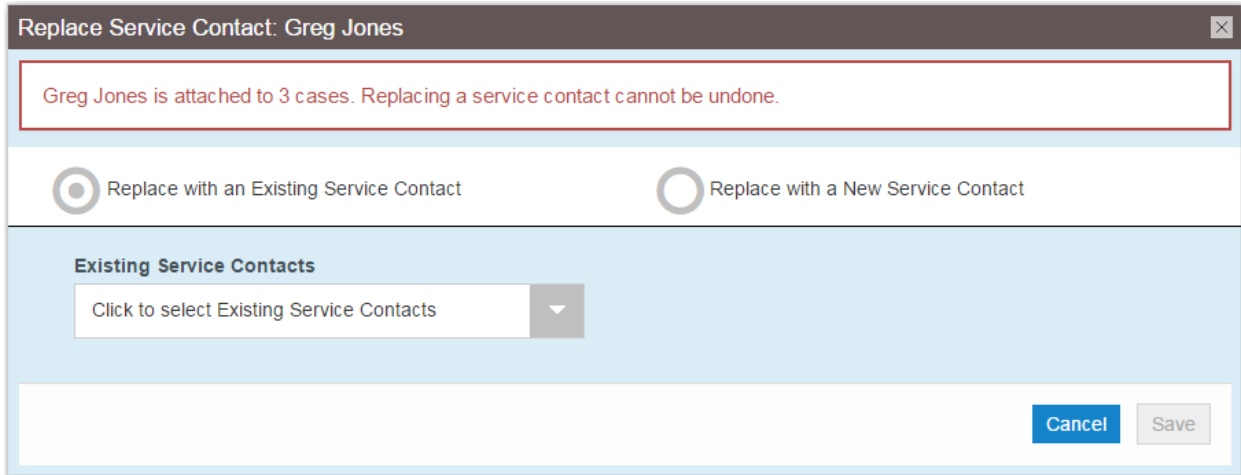 Replace Service Contact: Greg Jones
Greg Jones is attached to 3 cases. Replacing a service contact cannot be undone.
Replace with an Existing Service Contact
Replace with a New Service Contact
Existing Service Contacts
Click to select Existing Service Contacts
Cancel
Save